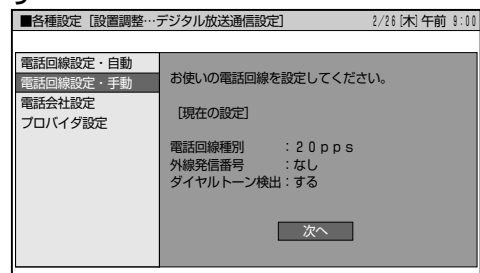 ■各種設定［設置調整…デジタル放送通信設定］ 2/26［木］午前 9:00
電話回線設定・自動
電話回線設定・手動
電話会社設定
プロバイダ設定
お使いの電話回線を設定してください。
［現在の設定］
電話回線種別 ：２０ｐｐｓ
外線発信番号 ：なし
ダイヤルトーン検出：する
次へ